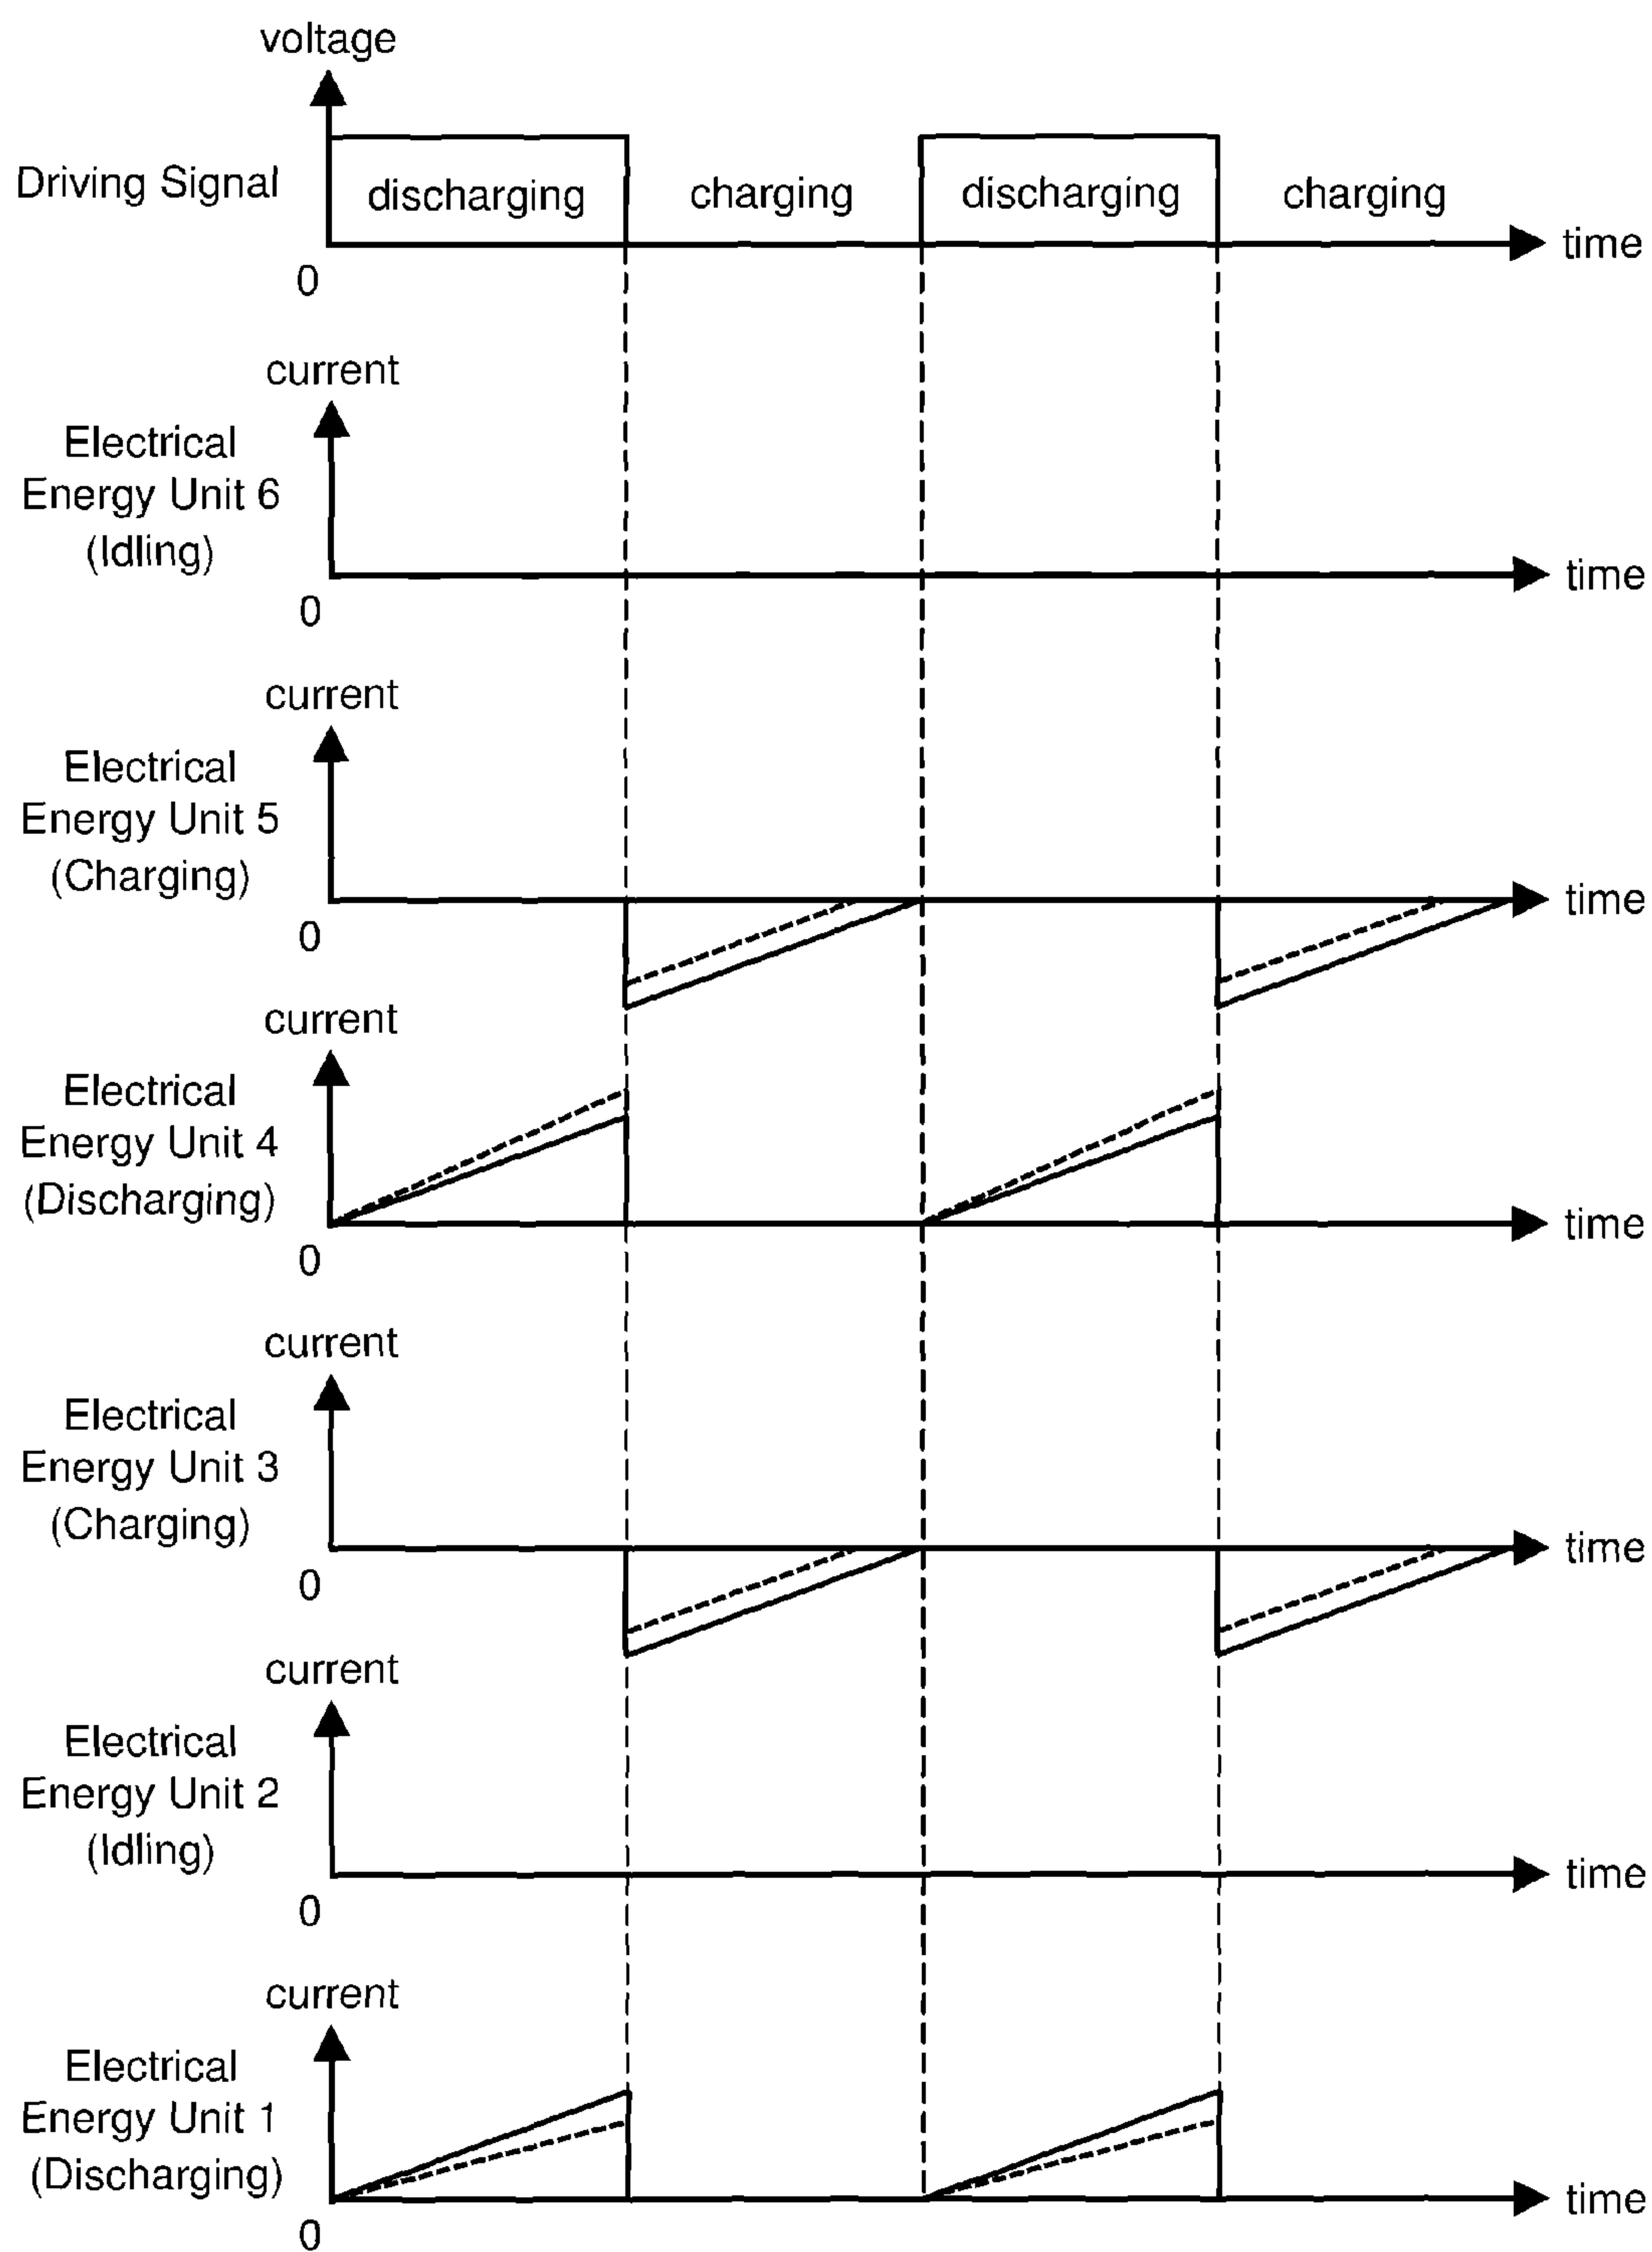 voltage
Driving Signal
discharging
charging
discharging
charging
time
0
current
Electrical
Energy Unit 6
(Idling)
time
0
current
Electrical
Energy Unit 5
(Charging)
time
0
current
Electrical
Energy Unit 4
(Discharging)
time
0
current
Electrical
Energy Unit 3
(Charging)
time
0
current
Electrical
Energy Unit 2
(Idling)
time
0
current
Electrical
Energy Unit 1
(Discharging)
time
0